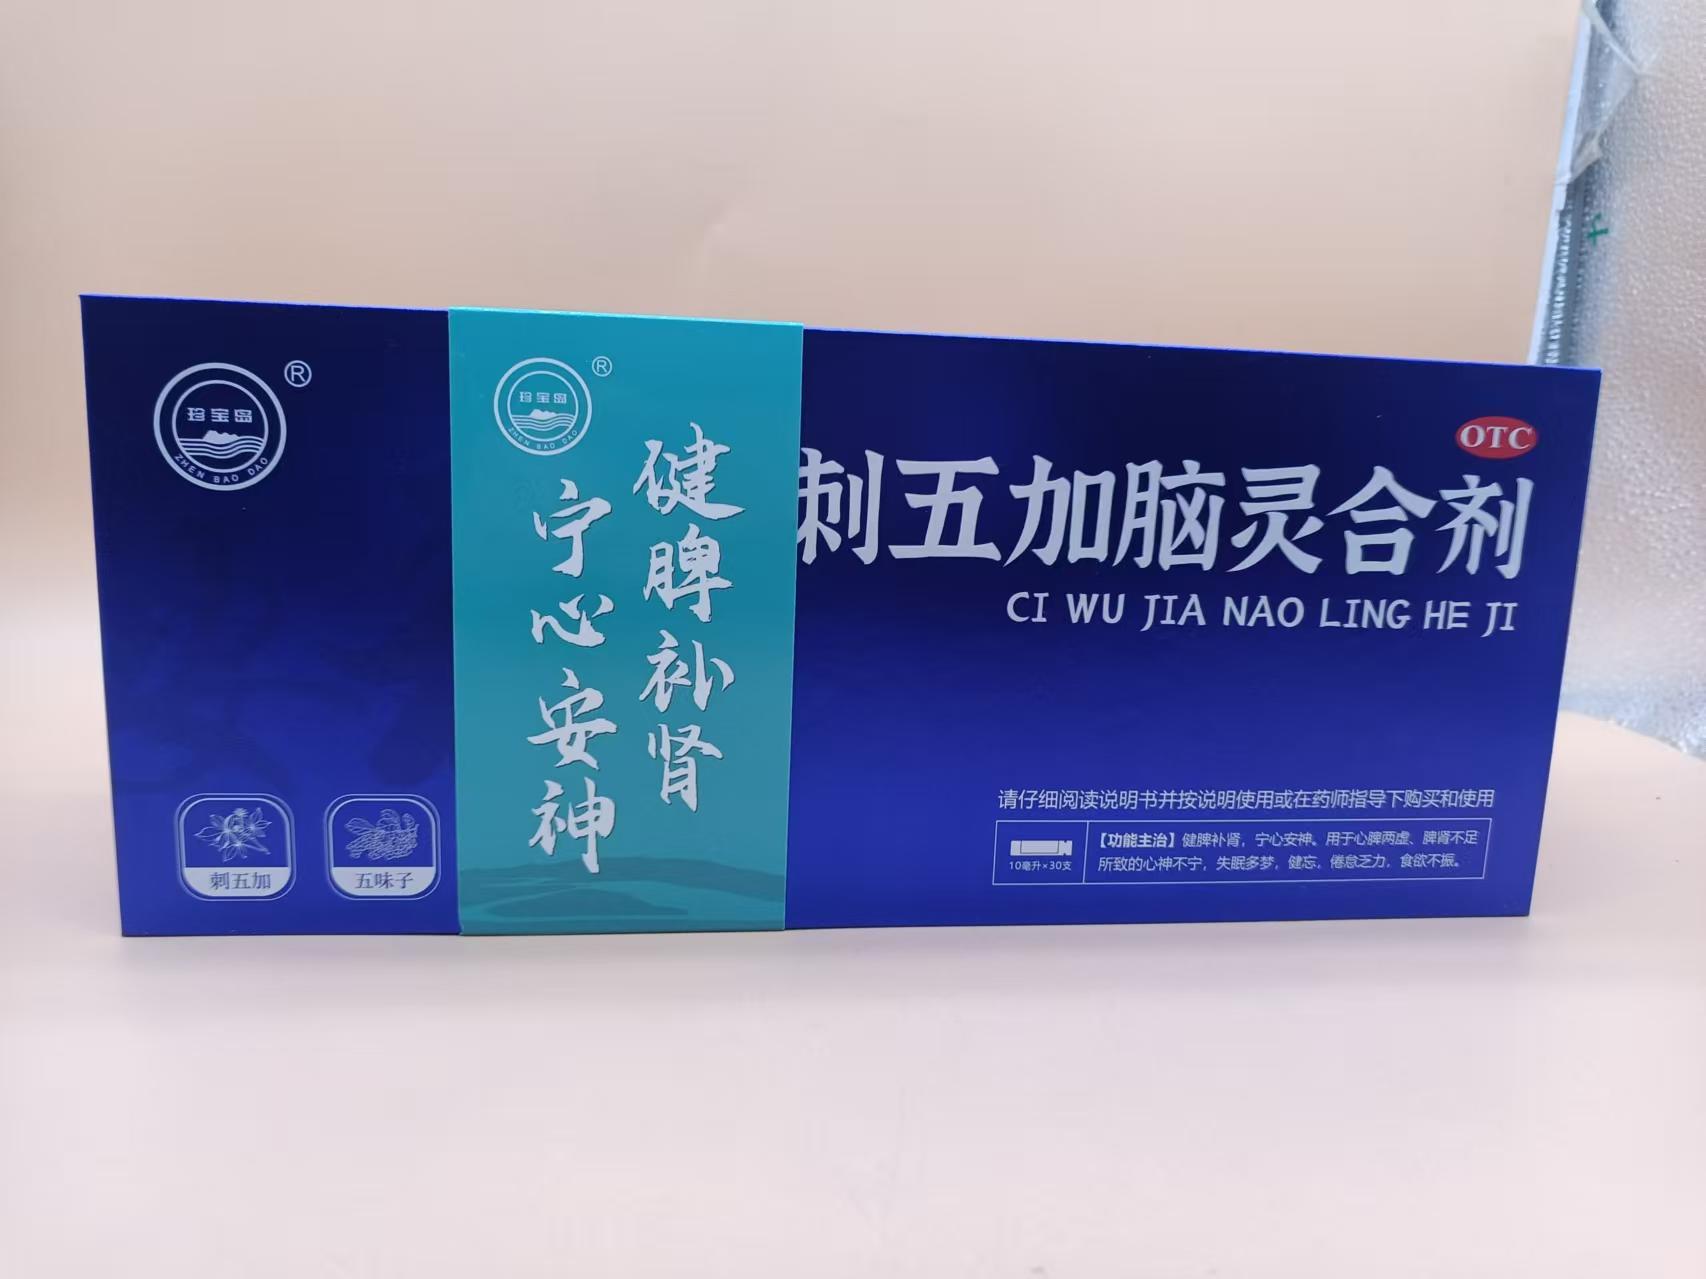 珍宝岛
ZHEN BAO DAO
®
刺五加
五味子
珍宝岛
ZHEN BAO DAO
®
健脾补肾
宁心安神
OTC
刺五加脑灵合剂
CI WU JIA NAO LING HE JI
请仔细阅读说明书并按说明使用或在药师指导下购买和使用
10毫升×30支
【功能主治】健脾补肾,宁心安神。用于心脾两虚、脾肾不足
所致的心神不宁,失眠多梦,健忘,倦怠乏力,食欲不振。